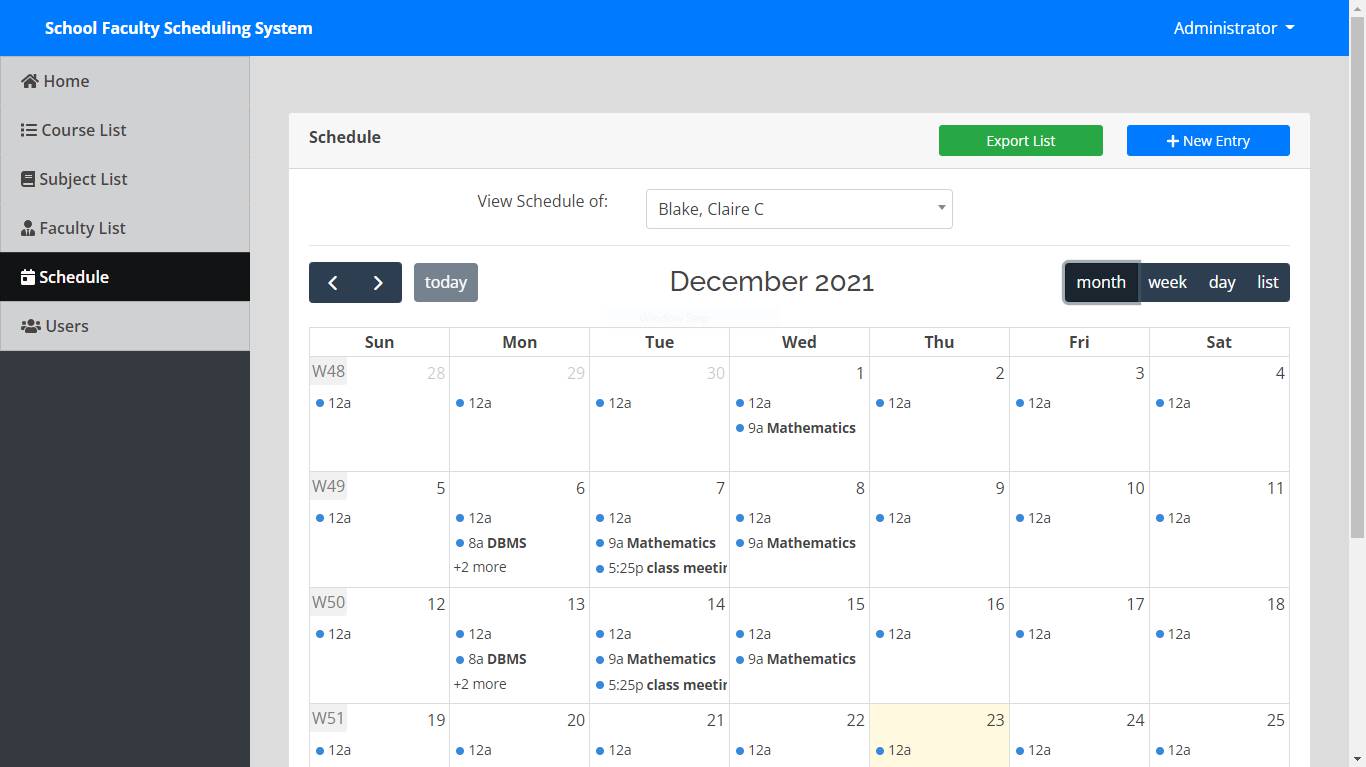 School Faculty Scheduling System
Administrator
Home
Course List
Subject List
Faculty List
Schedule
Users
Schedule
Export List
New Entry
View Schedule of:
Blake, Claire C
today
December 2021
month week day list
Window Snip
Sun Mon Tue Wed Thu Fri Sat
W48 28 29 30 1 2 3 4
12a 12a 12a 12a 12a 12a 12a
9a Mathematics
W49 5 6 7 8 9 10 11
12a 12a 12a 12a 12a 12a 12a
8a DBMS 9a Mathematics 9a Mathematics
+2 more 5:25p class meetin
W50 12 13 14 15 16 17 18
12a 12a 12a 12a 12a 12a 12a
8a DBMS 9a Mathematics 9a Mathematics
+2 more 5:25p class meetin
W51 19 20 21 22 23 24 25
12a 12a 12a 12a 12a 12a 12a